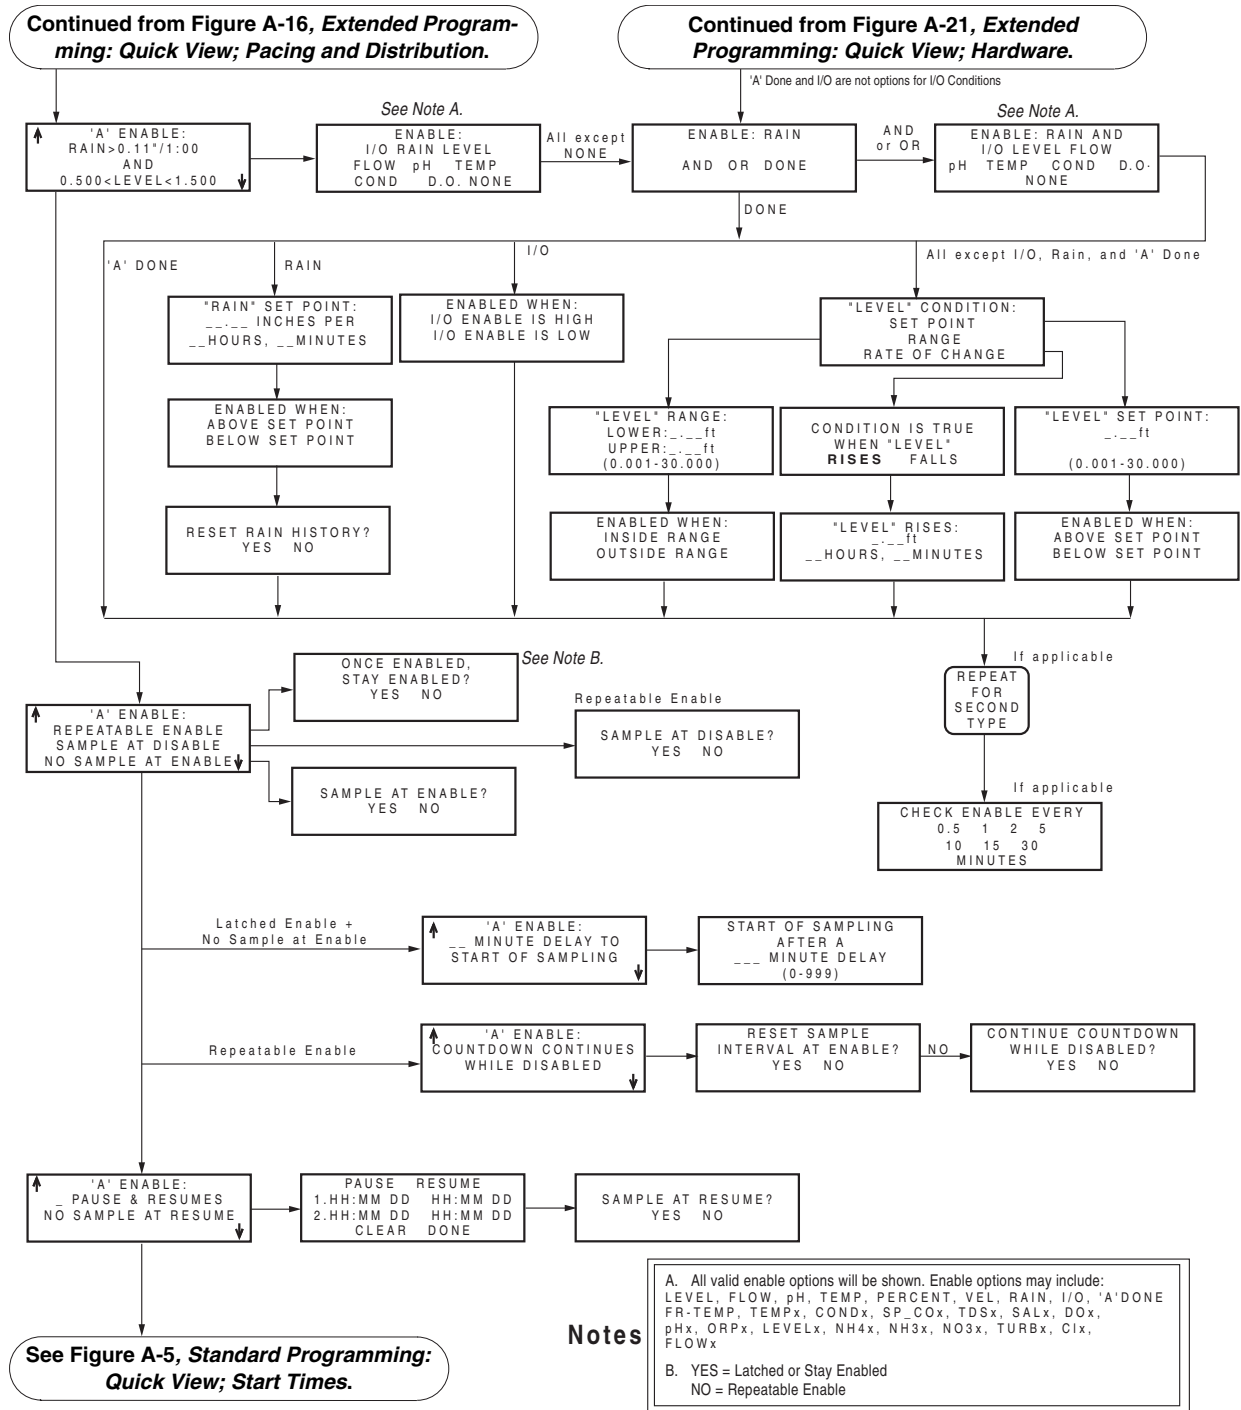 Continued from Figure A-16, Extended Program-
ming: Quick View; Pacing and Distribution.
Continued from Figure A-21, Extended
Programming: Quick View; Hardware.
'A' Done and I/O are not options for I/O Conditions
See Note A.
See Note A.
'A' ENABLE:
RAIN>0.11"/1:00
AND
0.500<LEVEL<1.500
ENABLE:
I/O RAIN LEVEL
FLOW pH TEMP
COND D.O. NONE
All except
NONE
ENABLE: RAIN
AND OR DONE
AND
or OR
ENABLE: RAIN AND
I/O LEVEL FLOW
pH TEMP COND D.O.
NONE
DONE
'A' DONE
RAIN
I/O
All except I/O, Rain, and 'A' Done
"RAIN" SET POINT:
__.__ INCHES PER
__HOURS, __MINUTES
ENABLED WHEN:
I/O ENABLE IS HIGH
I/O ENABLE IS LOW
"LEVEL" CONDITION:
SET POINT
RANGE
RATE OF CHANGE
ENABLED WHEN:
ABOVE SET POINT
BELOW SET POINT
"LEVEL" RANGE:
LOWER:_.__ft
UPPER:_.__ft
(0.001-30.000)
CONDITION IS TRUE
WHEN "LEVEL"
RISES FALLS
"LEVEL" SET POINT:
_.__ft
(0.001-30.000)
RESET RAIN HISTORY?
YES NO
ENABLED WHEN:
INSIDE RANGE
OUTSIDE RANGE
"LEVEL" RISES:
_.__ft
__HOURS, __MINUTES
ENABLED WHEN:
ABOVE SET POINT
BELOW SET POINT
If applicable
REPEAT
FOR
SECOND
TYPE
If applicable
CHECK ENABLE EVERY
0.5 1 2 5
10 15 30
MINUTES
ONCE ENABLED,
STAY ENABLED?
YES NO
See Note B.
'A' ENABLE:
REPEATABLE ENABLE
SAMPLE AT DISABLE
NO SAMPLE AT ENABLE
Repeatable Enable
SAMPLE AT DISABLE?
YES NO
SAMPLE AT ENABLE?
YES NO
Latched Enable +
No Sample at Enable
'A' ENABLE:
__ MINUTE DELAY TO
START OF SAMPLING
START OF SAMPLING
AFTER A
___ MINUTE DELAY
(0-999)
Repeatable Enable
'A' ENABLE:
COUNTDOWN CONTINUES
WHILE DISABLED
RESET SAMPLE
INTERVAL AT ENABLE?
YES NO
NO
CONTINUE COUNTDOWN
WHILE DISABLED?
YES NO
'A' ENABLE:
_ PAUSE & RESUMES
NO SAMPLE AT RESUME
PAUSE RESUME
1.HH:MM DD HH:MM DD
2.HH:MM DD HH:MM DD
CLEAR DONE
SAMPLE AT RESUME?
YES NO
See Figure A-5, Standard Programming:
Quick View; Start Times.
Notes
A. All valid enable options will be shown. Enable options may include:
LEVEL, FLOW, pH, TEMP, PERCENT, VEL, RAIN, I/O, 'A'DONE
FR-TEMP, TEMPx, CONDx, SP_COx, TDSx, SALx, DOx,
pHx, ORPx, LEVELx, NH4x, NH3x, NO3x, TURBx, Clx,
FLOWx
B. YES = Latched or Stay Enabled
NO = Repeatable Enable